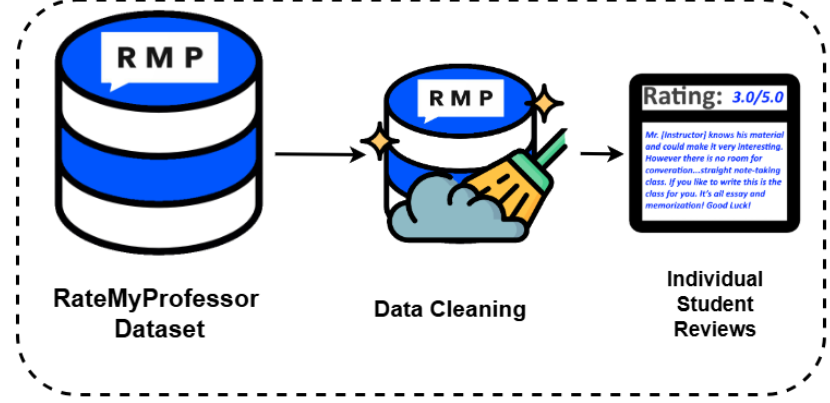 RMP
RMP
Rating: 3.0/5.0
Mr. [Instructor] knows his material
and could make it very interesting.
However there is no room for
converation...straight note-taking
class. If you like to write this is the
class for you. It's all essay and
memorization! Good Luck!
RateMyProfessor
Dataset
Data Cleaning
Individual
Student
Reviews